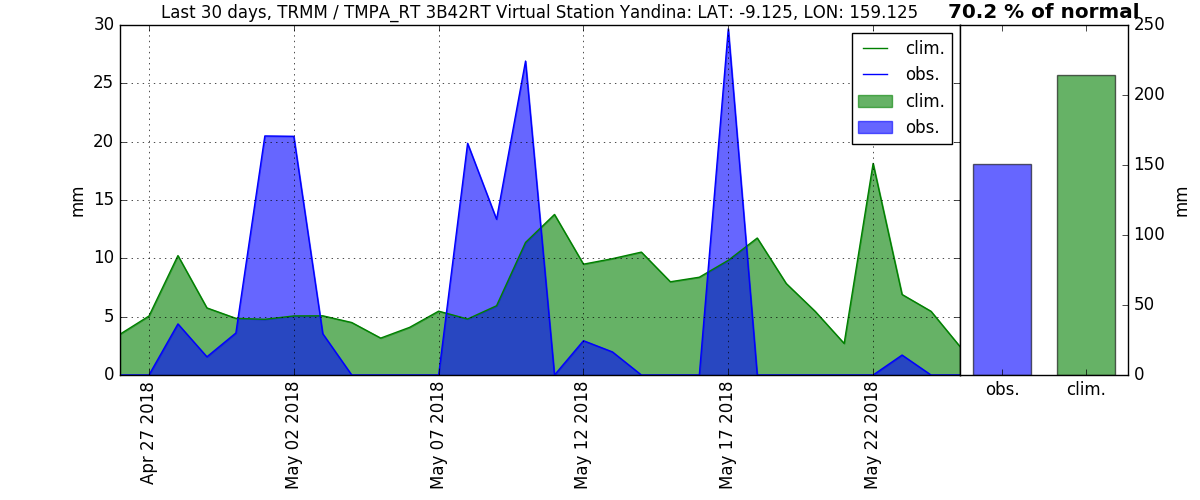 Last 30 days, TRMM / TMPA_RT 3B42RT Virtual Station Yandina: LAT: -9.125, LON: 159.125
70.2 % of normal
30
25
20
15
10
5
0
mm
clim.
obs.
clim.
obs.
Apr 27 2018
May 02 2018
May 07 2018
May 12 2018
May 17 2018
May 22 2018
250
200
150
100
50
0
mm
obs.
clim.